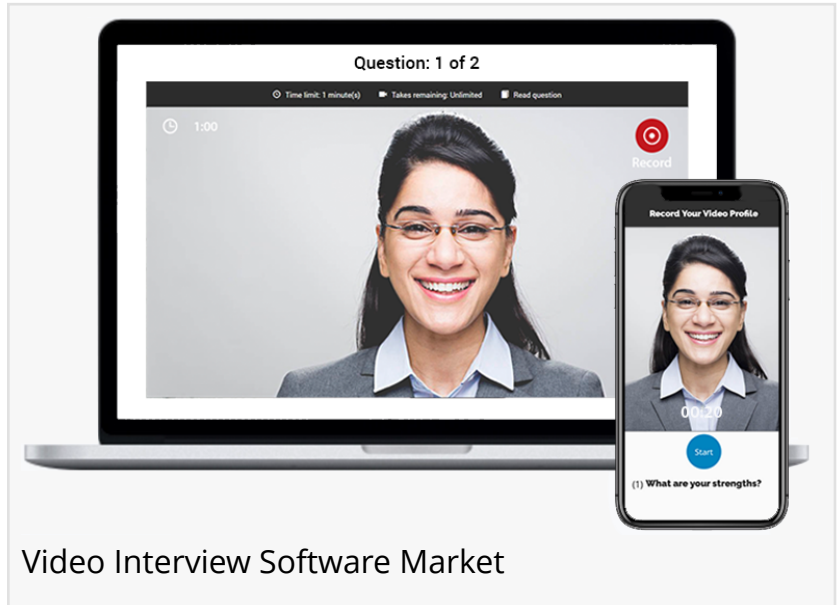 Question: 1 of 2
Time limit: 1 minute(s) Takes remaining: Unlimited Read question
1:00
Record
Record Your Video Profile
00:20
Start
(1) What are your strengths?
Video Interview Software Market